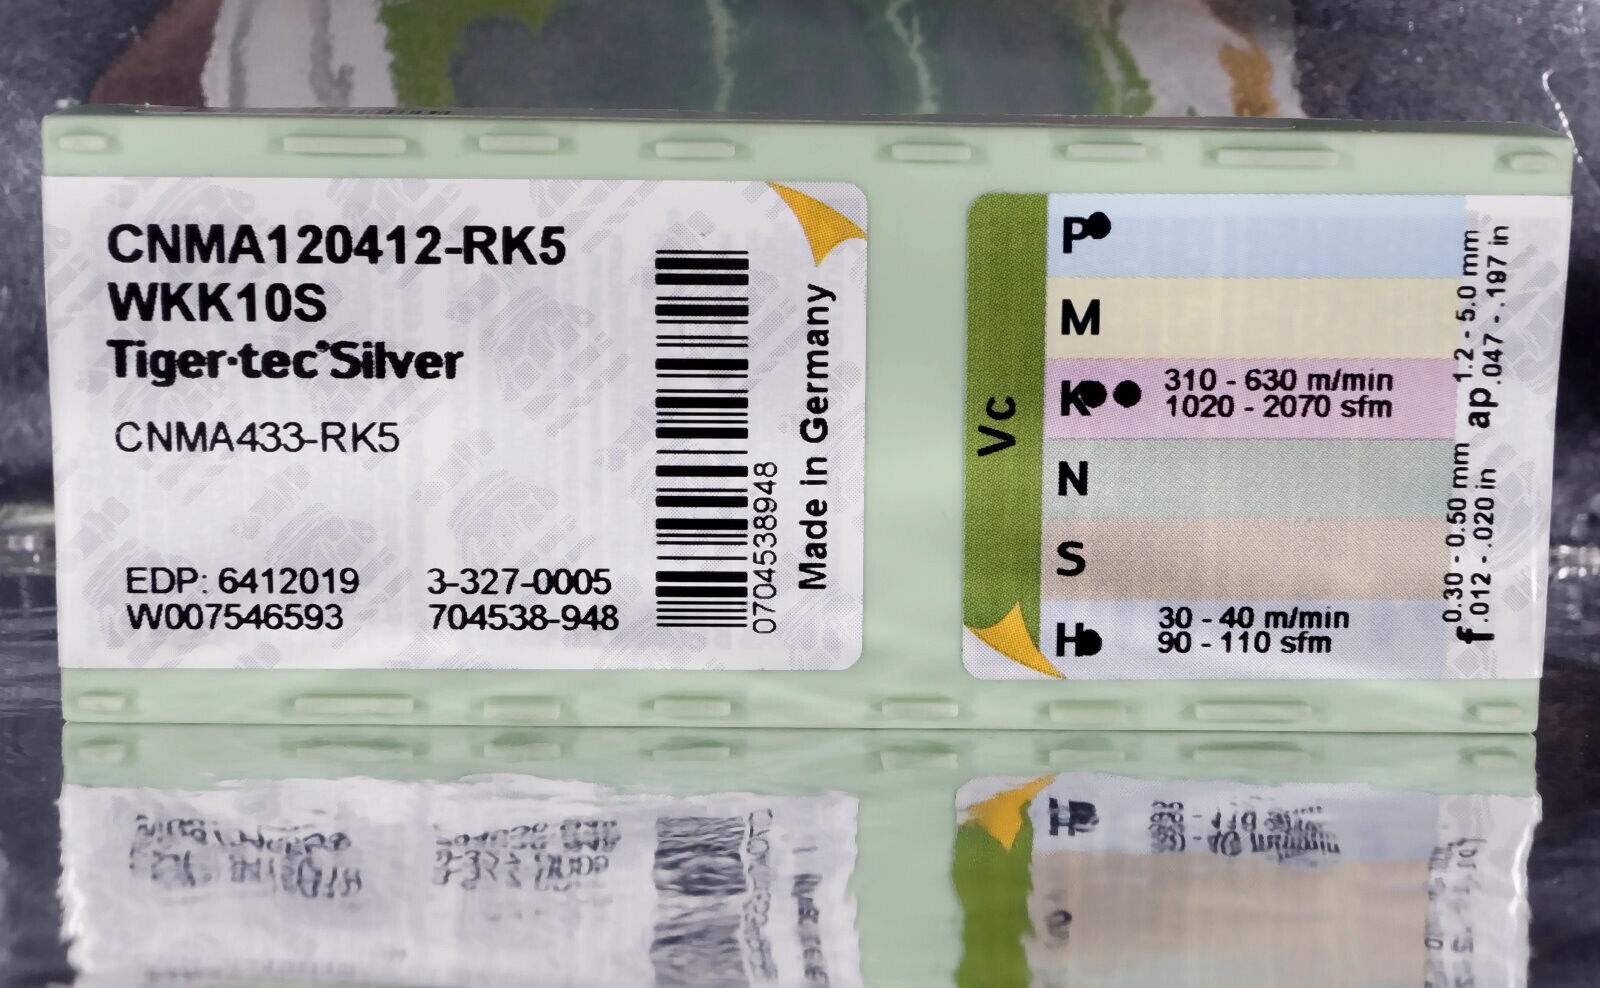 CNMA120412-RK5
WKK10S
Tiger·tec®Silver
CNMA433-RK5
EDP: 6412019 3-327-0005
W007546593 704538-948
0704538948
Made in Germany
Vc
P
M
K 310 - 630 m/min
1020 - 2070 sfm
N
S
H 30 - 40 m/min
90 - 110 sfm
f 0.30 - 0.50 mm
.012 - .020 in
ap 1.2 - 5.0 mm
.047 - .197 in